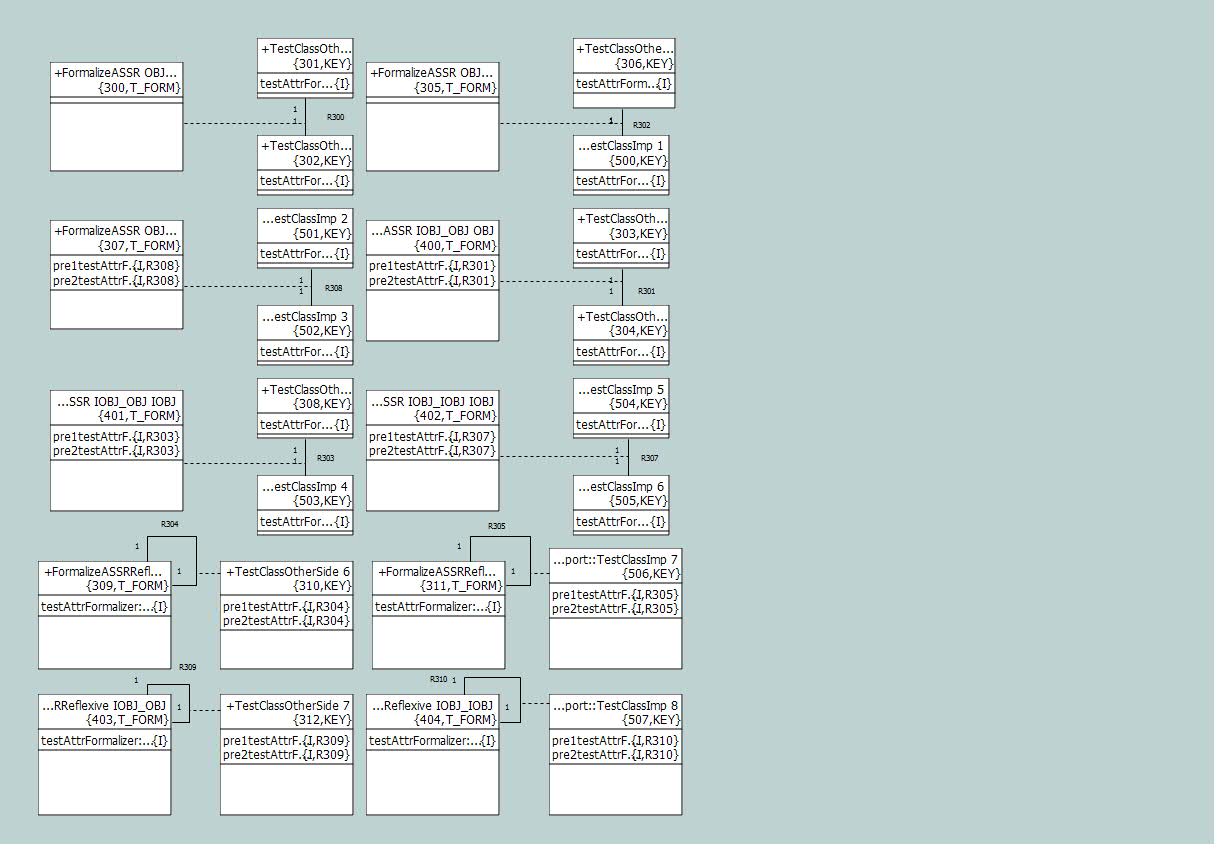 +FormalizeASSR OBJ...
{300,T_FORM}
+TestClassOth...
{301,KEY}
testAttrFor...{I}
1
1
R300
+TestClassOth...
{302,KEY}
testAttrFor...{I}
+FormalizeASSR OBJ...
{305,T_FORM}
+TestClassOthe...
{306,KEY}
testAttrForm...{I}
1
R302
...estClassImp 1
{500,KEY}
testAttrFor...{I}
+FormalizeASSR OBJ...
{307,T_FORM}
pre1testAttrF.{I,R308}
pre2testAttrF.{I,R308}
...estClassImp 2
{501,KEY}
testAttrFor...{I}
1
1
R308
...estClassImp 3
{502,KEY}
testAttrFor...{I}
...ASSR IOBJ_OBJ OBJ
{400,T_FORM}
pre1testAttrF.{I,R301}
pre2testAttrF.{I,R301}
+TestClassOth...
{303,KEY}
testAttrFor...{I}
1
1
R301
+TestClassOth...
{304,KEY}
testAttrFor...{I}
...SSR IOBJ_OBJ IOBJ
{401,T_FORM}
pre1testAttrF.{I,R303}
pre2testAttrF.{I,R303}
+TestClassOth...
{308,KEY}
testAttrFor...{I}
1
1
R303
...estClassImp 4
{503,KEY}
testAttrFor...{I}
...SSR IOBJ_IOBJ IOBJ
{402,T_FORM}
pre1testAttrF.{I,R307}
pre2testAttrF.{I,R307}
...estClassImp 5
{504,KEY}
testAttrFor...{I}
1
1
R307
...estClassImp 6
{505,KEY}
testAttrFor...{I}
R304
1
1
+FormalizeASSRRefl...
{309,T_FORM}
testAttrFormalizer:...{I}
+TestClassOtherSide 6
{310,KEY}
pre1testAttrF.{I,R304}
pre2testAttrF.{I,R304}
R305
1
1
+FormalizeASSRRefl...
{311,T_FORM}
testAttrFormalizer:...{I}
...port::TestClassImp 7
{506,KEY}
pre1testAttrF.{I,R305}
pre2testAttrF.{I,R305}
R309
1
1
...RReflexive IOBJ_OBJ
{403,T_FORM}
testAttrFormalizer:...{I}
+TestClassOtherSide 7
{312,KEY}
pre1testAttrF.{I,R309}
pre2testAttrF.{I,R309}
R310 1
1
...Reflexive IOBJ_IOBJ
{404,T_FORM}
testAttrFormalizer:...{I}
...port::TestClassImp 8
{507,KEY}
pre1testAttrF.{I,R310}
pre2testAttrF.{I,R310}